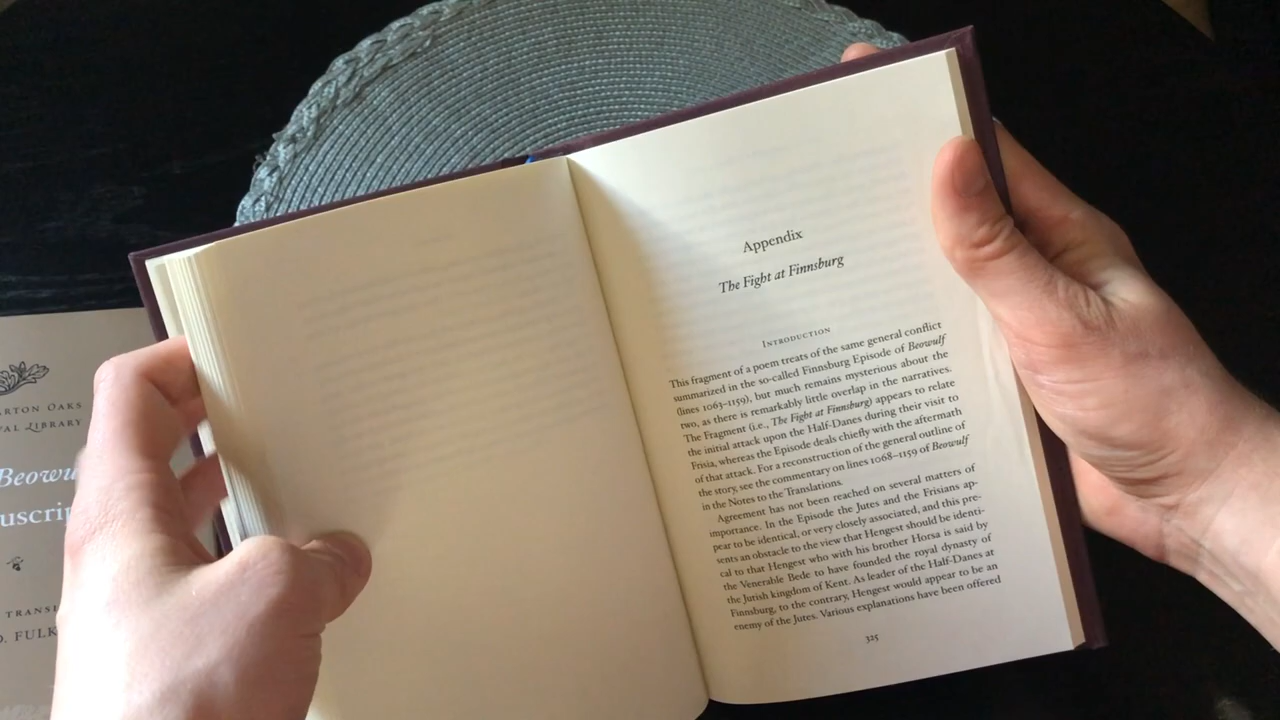 ARTON OAKS
VAL LIBRARY
Beowu
uscrip
TRANSL
D. FULK
Appendix
The Fight at Finnsburg
INTRODUCTION
This fragment of a poem treats of the same general conflict
summarized in the so-called Finnsburg Episode of Beowulf
(lines 1063–1159), but much remains mysterious about the
two, as there is remarkably little overlap in the narratives.
The Fragment (i.e., The Fight at Finnsburg) appears to relate
the initial attack upon the Half-Danes during their visit to
Frisia, whereas the Episode deals chiefly with the aftermath
of that attack. For a reconstruction of the general outline of
the story, see the commentary on lines 1068–1159 of Beowulf
in the Notes to the Translations.
Agreement has not been reached on several matters of
importance. In the Episode the Jutes and the Frisians ap-
pear to be identical, or very closely associated, and this pre-
sents an obstacle to the view that Hengest should be identi-
cal to that Hengest who with his brother Horsa is said by
the Venerable Bede to have founded the royal dynasty of
the Jutish kingdom of Kent. As leader of the Half-Danes at
Finnsburg, to the contrary, Hengest would appear to be an
enemy of the Jutes. Various explanations have been offered
325